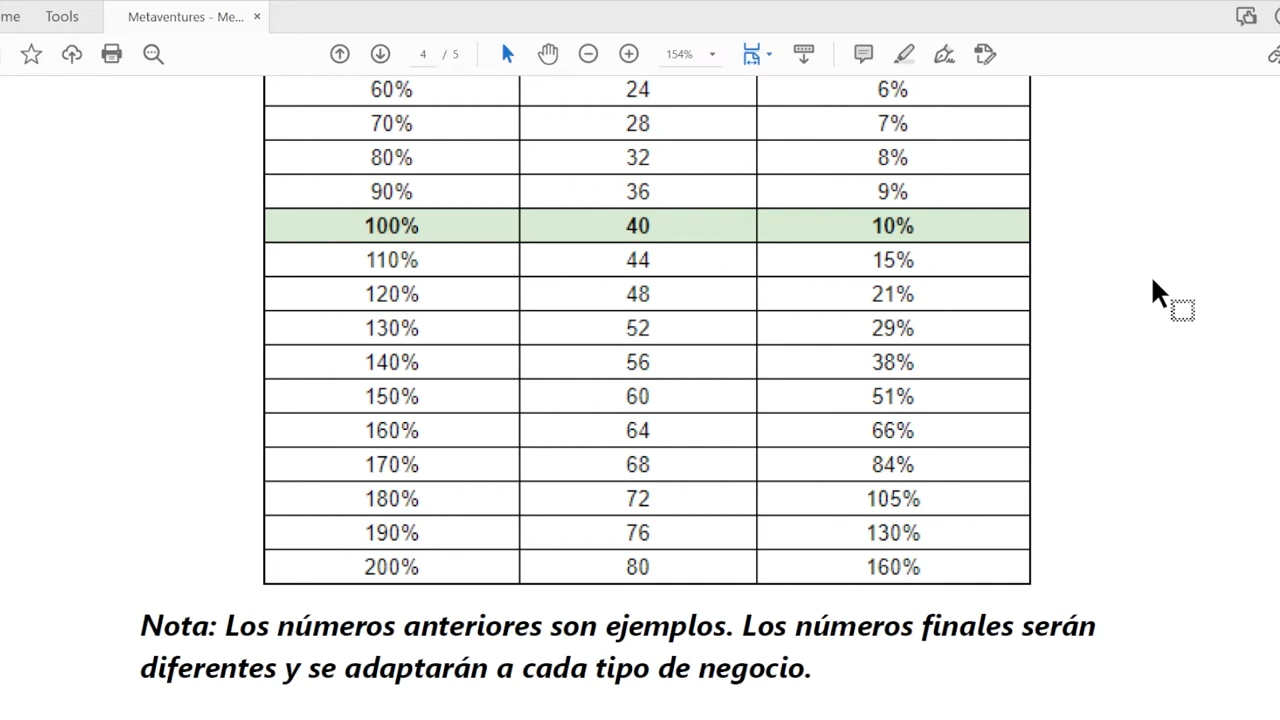 me Tools Metaventures - Me... ×
4 / 5 154%
60% 24 6%
70% 28 7%
80% 32 8%
90% 36 9%
100% 40 10%
110% 44 15%
120% 48 21%
130% 52 29%
140% 56 38%
150% 60 51%
160% 64 66%
170% 68 84%
180% 72 105%
190% 76 130%
200% 80 160%
Nota: Los números anteriores son ejemplos. Los números finales serán
diferentes y se adaptarán a cada tipo de negocio.